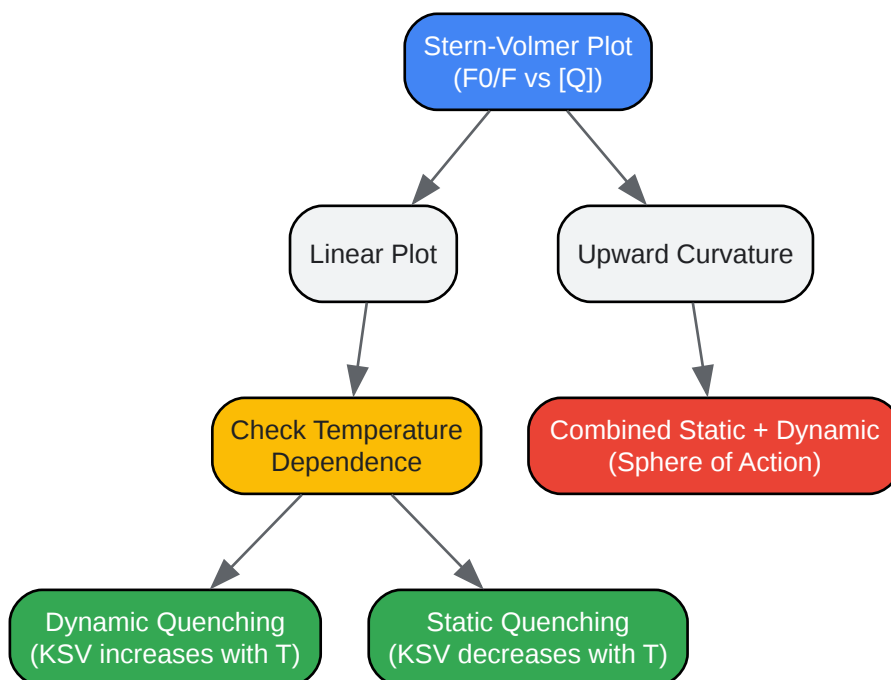 Stern-Volmer Plot
(F0/F vs [Q])
Linear Plot
Upward Curvature
Check Temperature
Dependence
Combined Static + Dynamic
(Sphere of Action)
Dynamic Quenching
(KSV increases with T)
Static Quenching
(KSV decreases with T)